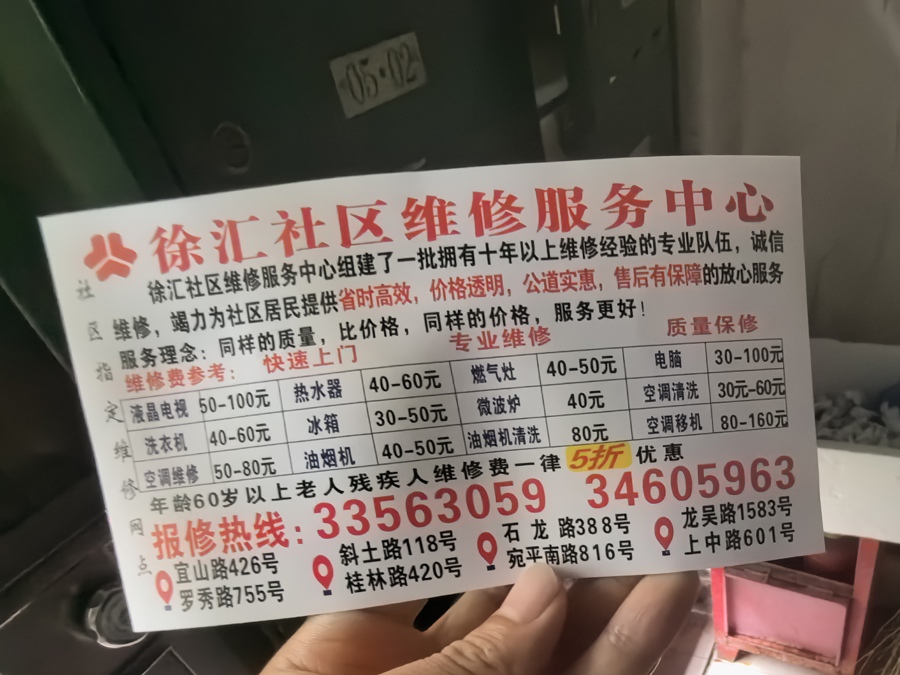 05·02
徐汇社区维修服务中心
徐汇社区维修服务中心组建了一批拥有十年以上维修经验的专业队伍，诚信
维修，竭力为社区居民提供省时高效，价格透明，公道实惠，售后有保障的放心服务
服务理念：同样的质量，比价格，同样的价格，服务更好！
维修费参考： 快速上门 专业维修 质量保修
液晶电视 50-100元 热水器 40-60元 燃气灶 40-50元 电脑 30-100元
洗衣机 40-60元 冰箱 30-50元 微波炉 40元 空调清洗 30元-60元
空调维修 50-80元 油烟机 40-50元 油烟机清洗 80元 空调移机 80-160元
年龄60岁以上老人残疾人维修费一律 5折 优惠
报修热线：33563059 34605963
宜山路426号 斜土路118号 石龙路388号 龙吴路1583号
罗秀路755号 桂林路420号 宛平南路816号 上中路601号
社区指定维修网点